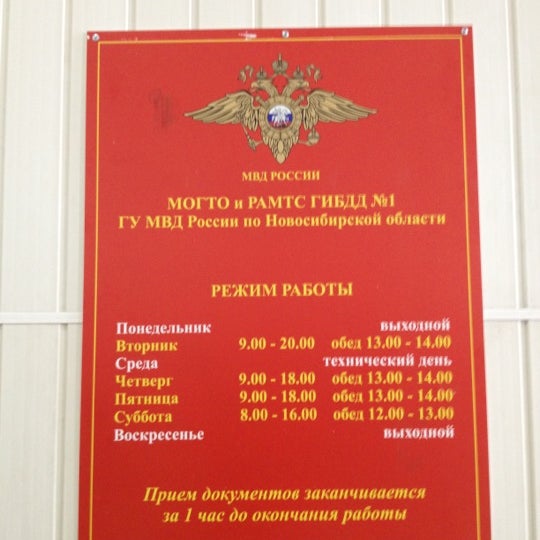 МВД РОССИИ
МОГТО и РАМТС ГИБДД №1
ГУ МВД России по Новосибирской области
РЕЖИМ РАБОТЫ
Понедельник выходной
Вторник 9.00 - 20.00 обед 13.00 - 14.00
Среда технический день
Четверг 9.00 - 18.00 обед 13.00 - 14.00
Пятница 9.00 - 18.00 обед 13.00 - 14.00
Суббота 8.00 - 16.00 обед 12.00 - 13.00
Воскресенье выходной
Прием документов заканчивается
за 1 час до окончания работы